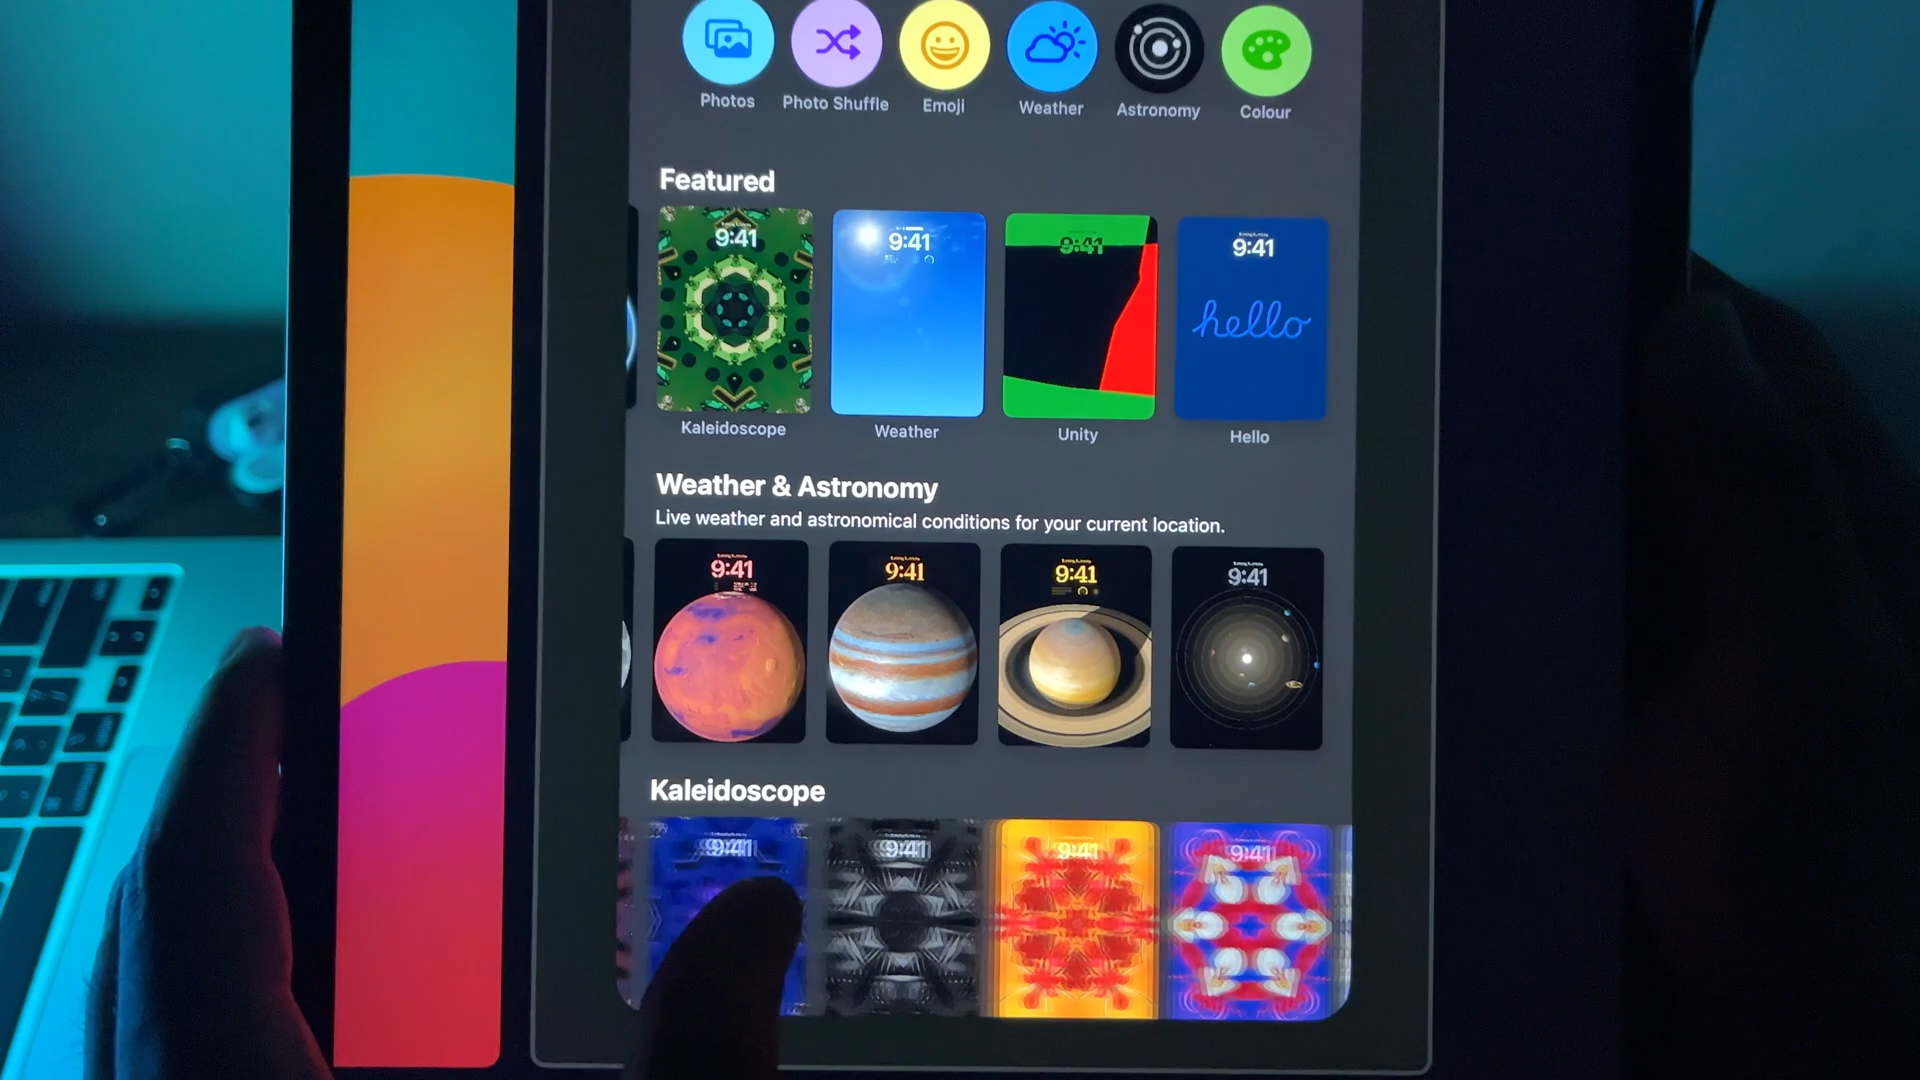 Photos
Photo Shuffle
Emoji
Weather
Astronomy
Colour
Featured
9:41
9:41
9:41
9:41
hello
Kaleidoscope
Weather
Unity
Hello
Weather & Astronomy
Live weather and astronomical conditions for your current location.
9:41
9:41
9:41
9:41
Kaleidoscope
9:41
9:41
9:41
9:41